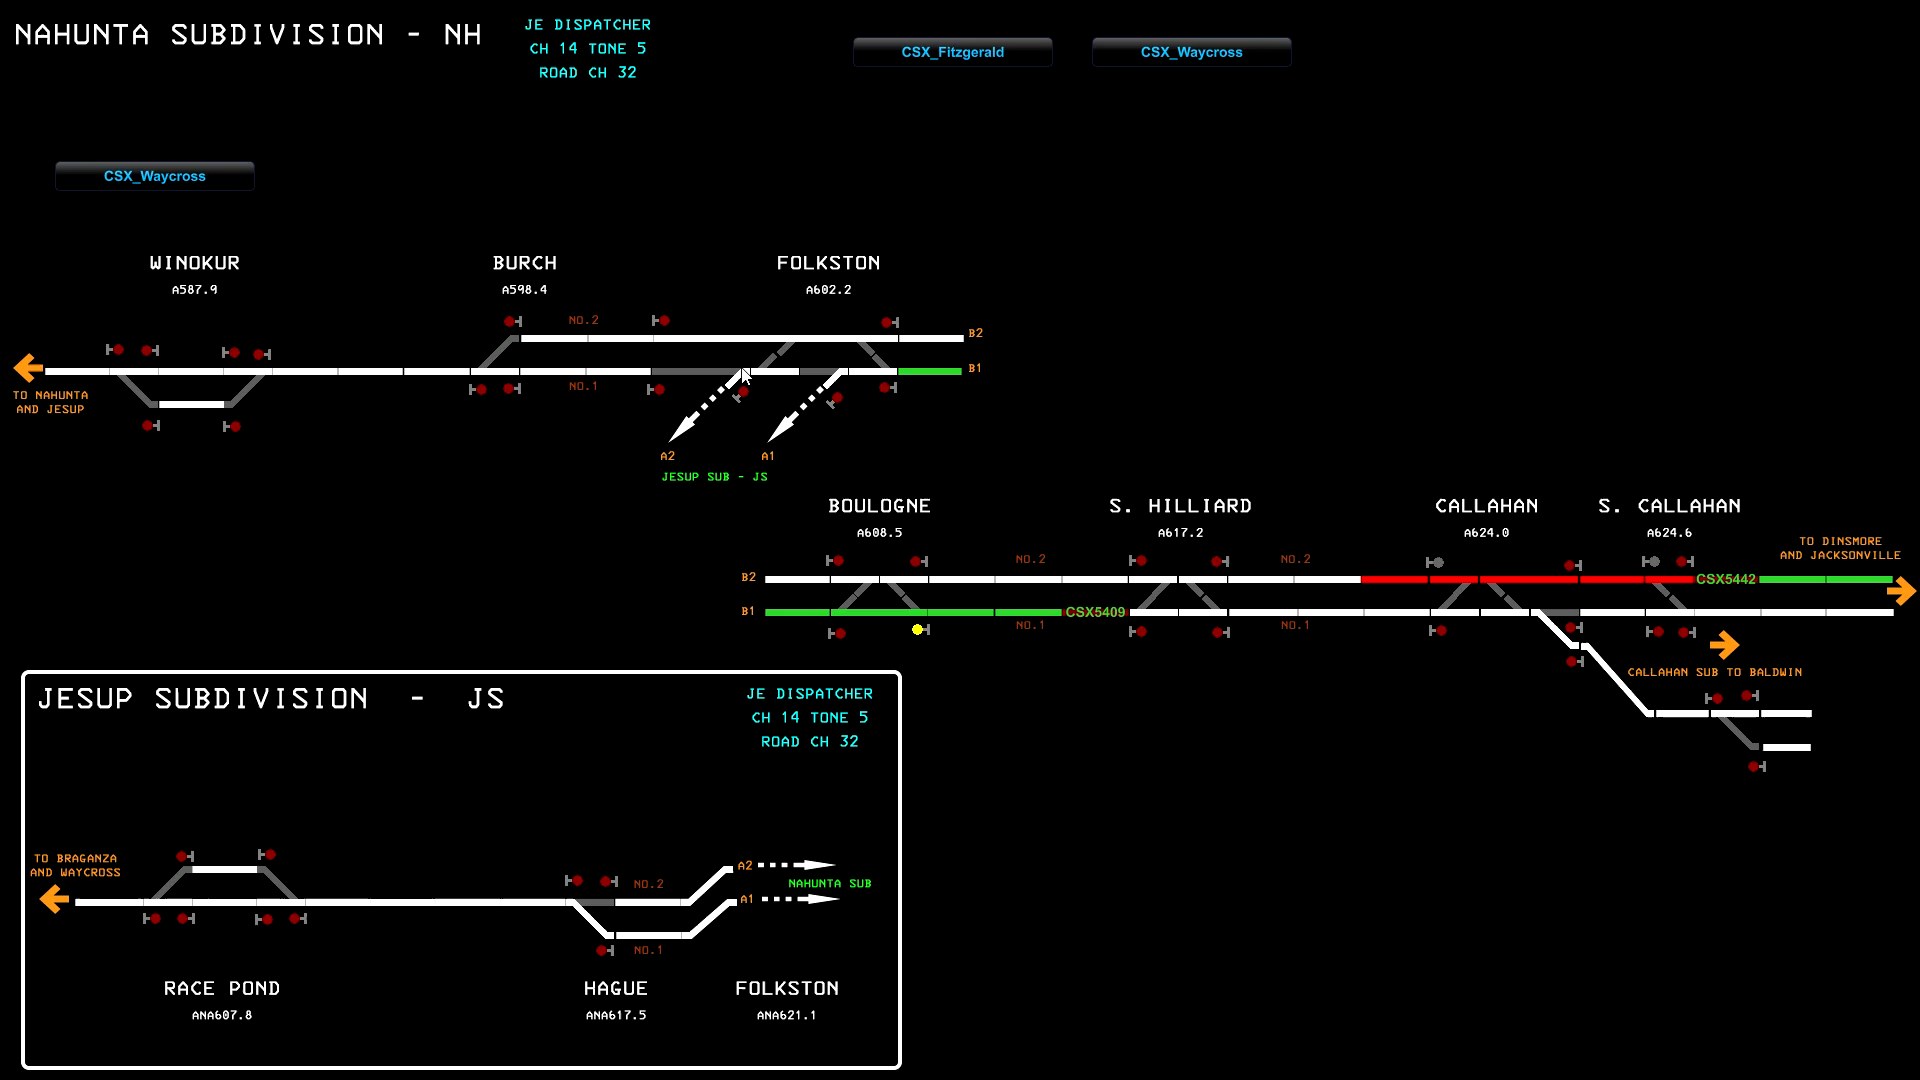 NAHUNTA SUBDIVISION - NH
JE DISPATCHER
CH 14 TONE 5
ROAD CH 32
CSX_Fitzgerald
CSX_Waycross
CSX_Waycross
WINOKUR
A587.9
BURCH
A598.4
FOLKSTON
A602.2
NO.2
B2
B1
NO.1
TO NAHUNTA
AND JESUP
A2
A1
JESUP SUB - JS
BOULOGNE
A608.5
S. HILLIARD
A617.2
CALLAHAN
A624.0
S. CALLAHAN
A624.6
TO DINSMORE
AND JACKSONVILLE
NO.2
NO.2
B2
CSX5442
B1
CSX5409
NO.1
NO.1
CALLAHAN SUB TO BALDWIN
JESUP SUBDIVISION - JS
JE DISPATCHER
CH 14 TONE 5
ROAD CH 32
TO BRAGANZA
AND WAYCROSS
NO.2
A2
NAHUNTA SUB
A1
NO.1
RACE POND
ANA607.8
HAGUE
ANA617.5
FOLKSTON
ANA621.1